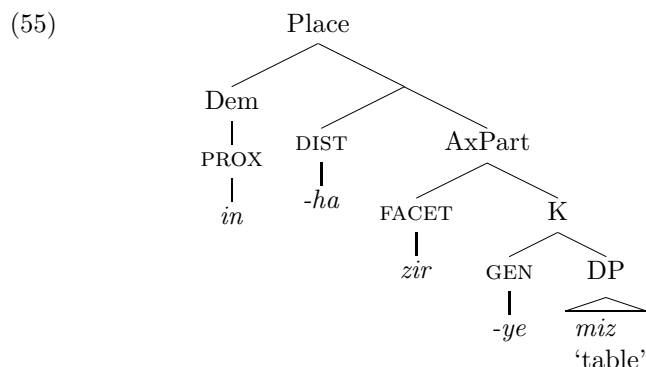 (55) Place
Dem
PROX DIST AxPart
in -ha FACET K
zir GEN DP
-ye miz
‘table’